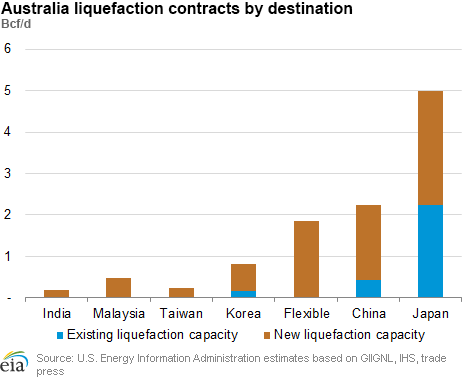 Australia liquefaction contracts by destination
Bcf/d
6
5
4
3
2
1
-
India Malaysia Taiwan Korea Flexible China Japan
Existing liquefaction capacity New liquefaction capacity
eia Source: U.S. Energy Information Administration estimates based on GIIGNL, IHS, trade
press